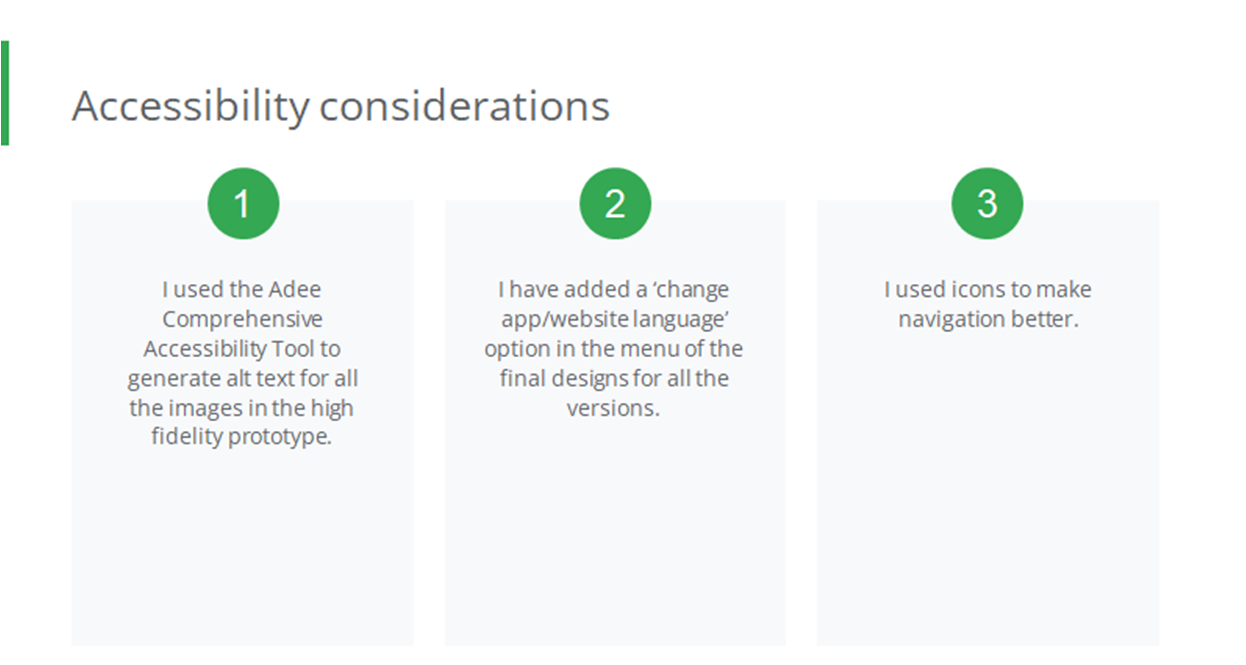 Accessibility considerations
1
I used the Adee
Comprehensive
Accessibility Tool to
generate alt text for all
the images in the high
fidelity prototype.
2
I have added a ‘change
app/website language’
option in the menu of the
final designs for all the
versions.
3
I used icons to make
navigation better.